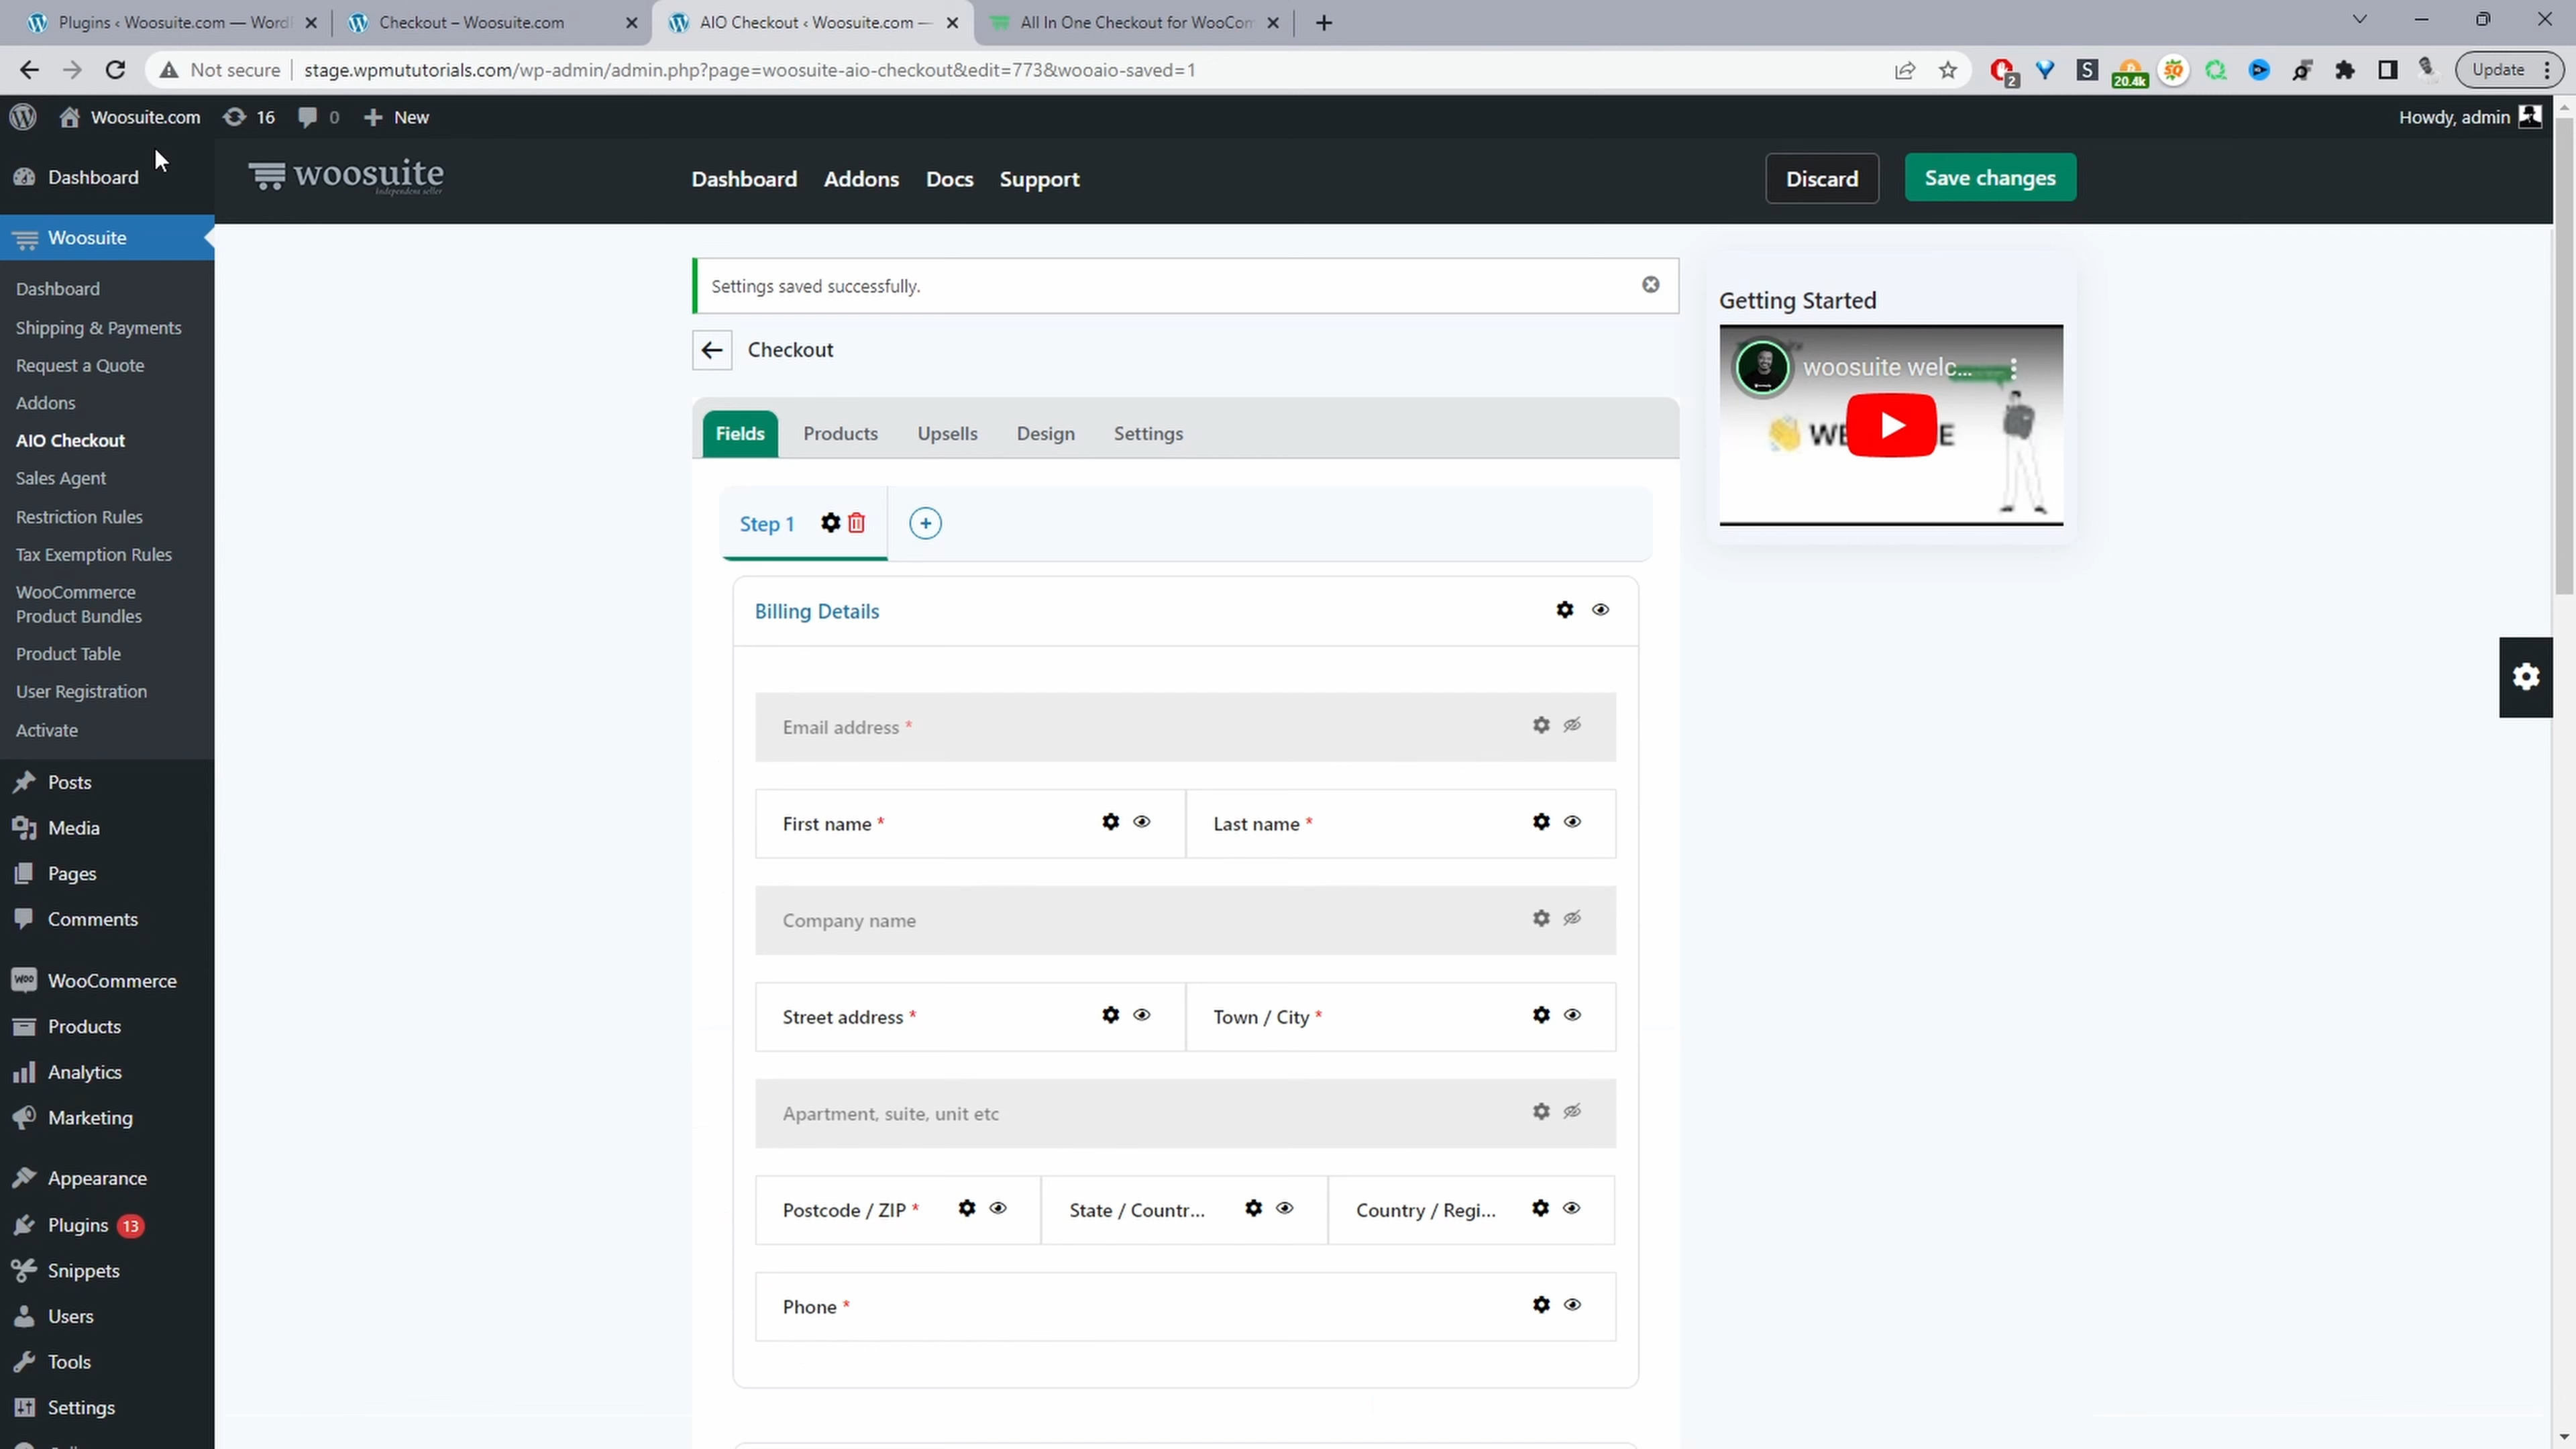 Plugins ‹ Woosuite.com — Word
Checkout – Woosuite.com
AIO Checkout ‹ Woosuite.com —
All In One Checkout for WooCom
Not secure
stage.wpmututorials.com/wp-admin/admin.php?page=woosuite-aio-checkout&edit=773&wooaio-saved=1
2
S
20.4k
SQ
Update
Woosuite.com
16
0
New
Howdy, admin
Dashboard
woosuite
Independent seller
Dashboard
Addons
Docs
Support
Discard
Save changes
Woosuite
Dashboard
Shipping & Payments
Request a Quote
Addons
AIO Checkout
Sales Agent
Restriction Rules
Tax Exemption Rules
WooCommerce
Product Bundles
Product Table
User Registration
Activate
Posts
Media
Pages
Comments
Woo
WooCommerce
Products
Analytics
Marketing
Appearance
Plugins 13
Snippets
Users
Tools
Settings
Settings saved successfully.
Checkout
Fields
Products
Upsells
Design
Settings
Step 1
Billing Details
Email address *
First name *
Last name *
Company name
Street address *
Town / City *
Apartment, suite, unit etc
Postcode / ZIP *
State / Countr...
Country / Regi...
Phone *
Getting Started
woosuite welc...